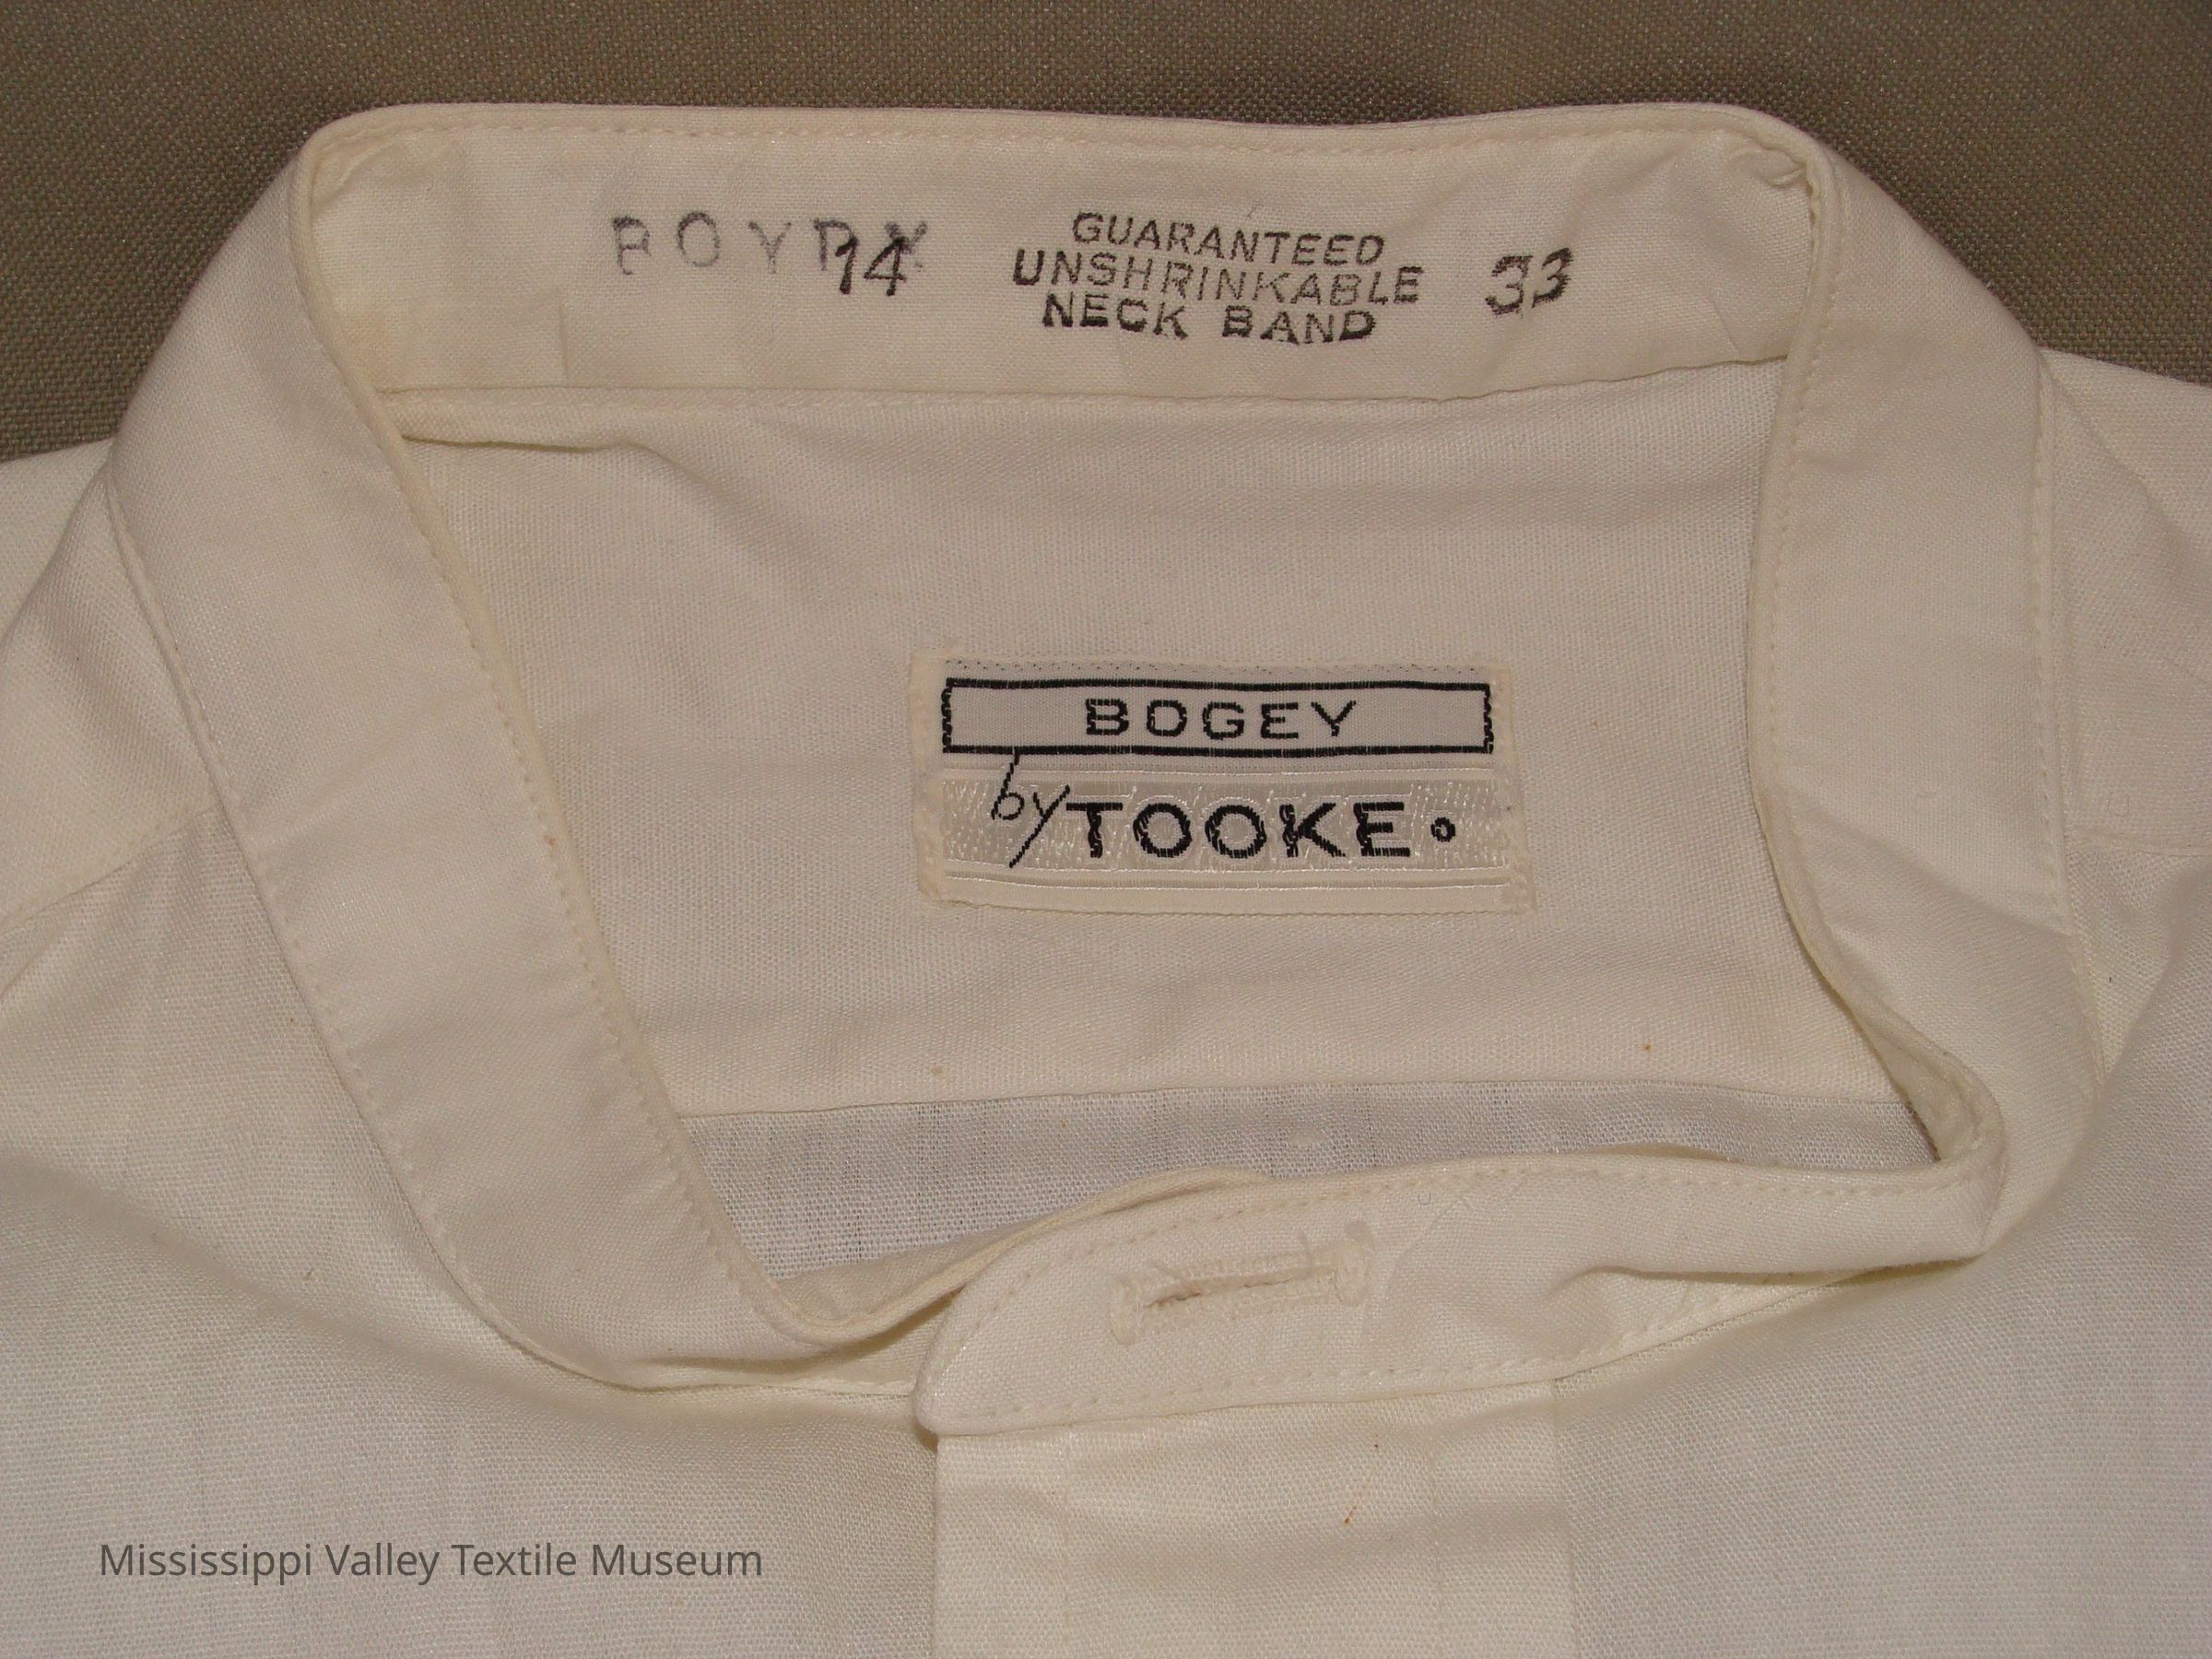 14
GUARANTEED
UNSHRINKABLE
NECK BAND
33
BOGEY
by TOOKE.
Mississippi Valley Textile Museum